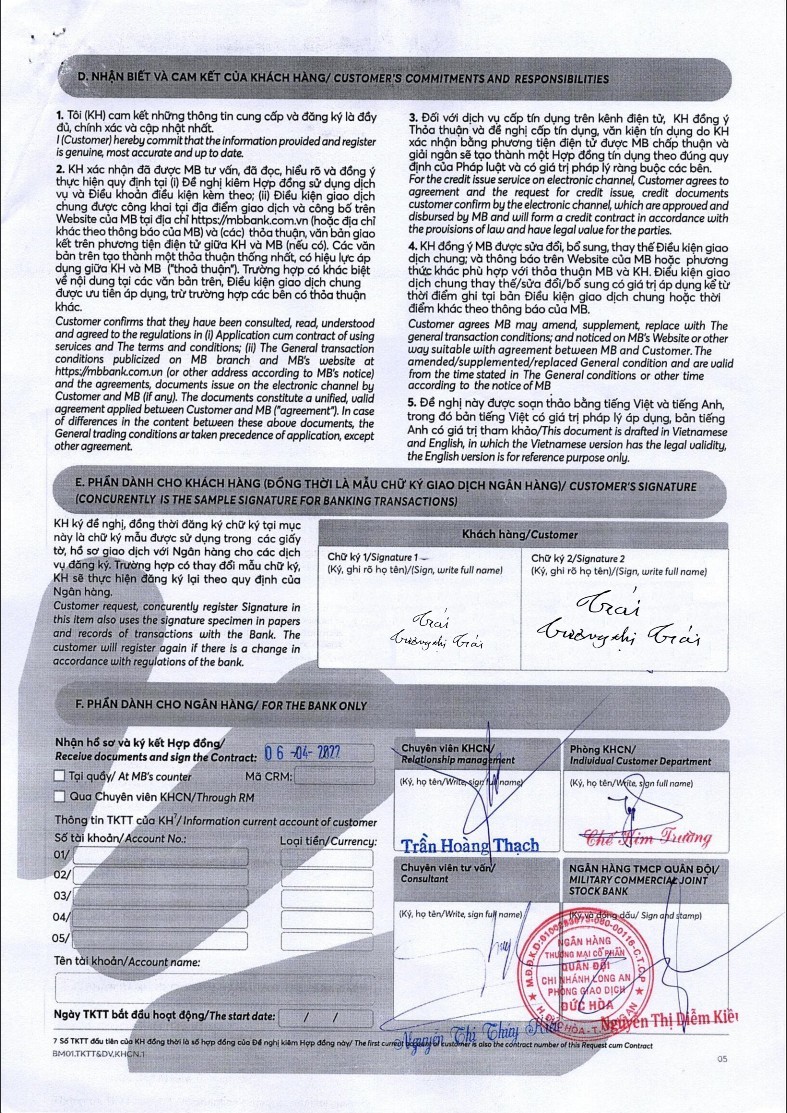 D. NHẬN BIẾT VÀ CAM KẾT CỦA KHÁCH HÀNG/ CUSTOMER'S COMMITMENTS AND RESPONSIBILITIES
1. Tôi (KH) cam kết những thông tin cung cấp và đăng ký là đầy
đủ, chính xác và cập nhật nhất.
I (Customer) hereby commit that the information provided and register
is genuine, most accurate and up to date.
2. KH xác nhận đã được MB tư vấn, đã đọc, hiểu rõ và đồng ý
thực hiện quy định tại (i) Đề nghị kiêm Hợp đồng sử dụng dịch
vụ và Điều khoản điều kiện kèm theo; (ii) Điều kiện giao dịch
chung được công khai tại địa điểm giao dịch và công bố trên
Website của MB tại địa chỉ https://mbbank.com.vn (hoặc địa chỉ
khác theo thông báo của MB) và (các) thỏa thuận, văn bản giao
kết trên phương tiện điện tử giữa KH và MB (nếu có). Các văn
bản trên tạo thành một thỏa thuận thống nhất, có hiệu lực áp
dụng giữa KH và MB ("thoả thuận"). Trường hợp có khác biệt
về nội dung tại các văn bản trên, Điều kiện giao dịch chung
được ưu tiên áp dụng, trừ trường hợp các bên có thỏa thuận
khác.
Customer confirms that they have been consulted, read, understood
and agreed to the regulations in (i) Application cum contract of using
services and The terms and conditions; (ii) The General transaction
conditions publicized on MB branch and MB's website at
https://mbbank.com.vn (or other address according to MB's notice)
and the agreements, documents issue on the electronic channel by
Customer and MB (if any). The documents constitute a unified, valid
agreement applied between Customer and MB ("agreement"). In case
of differences in the content between these above documents, the
General trading conditions ar taken precedence of application, except
other agreement.
3. Đối với dịch vụ cấp tín dụng trên kênh điện tử, KH đồng ý
Thỏa thuận và đề nghị cấp tín dụng, văn kiện tín dụng do KH
xác nhận bằng phương tiện điện tử được MB chấp thuận và
giải ngân sẽ tạo thành một Hợp đồng tín dụng theo đúng quy
định của Pháp luật và có giá trị pháp lý ràng buộc các bên.
For the credit issue service on electronic channel, Customer agrees to
agreement and the request for credit issue, credit documents
customer confirm by the electronic channel, which are approved and
disbursed by MB and will form a credit contract in accordance with
the provisions of law and have legal value for the parties.
4. KH đồng ý MB được sửa đổi, bổ sung, thay thế Điều kiện giao
dịch chung; và thông báo trên Website của MB hoặc phương
thức khác phù hợp với thỏa thuận MB và KH. Điều kiện giao
dịch chung thay thế/sửa đổi/bổ sung có giá trị áp dụng kể từ
thời điểm ghi tại bản Điều kiện giao dịch chung hoặc thời
điểm khác theo thông báo của MB.
Customer agrees MB may amend, supplement, replace with The
general transaction conditions; and noticed on MB's Website or other
way suitable with agreement between MB and Customer. The
amended/supplemented/replaced General condition and are valid
from the time stated in The General conditions or other time
according to the notice of MB
5. Đề nghị này được soạn thảo bằng tiếng Việt và tiếng Anh,
trong đó bản tiếng Việt có giá trị pháp lý áp dụng, bản tiếng
Anh có giá trị tham khảo/This document is drafted in Vietnamese
and English, in which the Vietnamese version has the legal validity,
the English version is for reference purpose only.
E. PHẦN DÀNH CHO KHÁCH HÀNG (ĐỒNG THỜI LÀ MẪU CHỮ KÝ GIAO DỊCH NGÂN HÀNG)/ CUSTOMER'S SIGNATURE
(CONCURENTLY IS THE SAMPLE SIGNATURE FOR BANKING TRANSACTIONS)
KH ký đề nghị, đồng thời đăng ký chữ ký tại mục
này là chữ ký mẫu được sử dụng trong các giấy
tờ, hồ sơ giao dịch với Ngân hàng cho các dịch
vụ đăng ký. Trường hợp có thay đổi mẫu chữ ký,
KH sẽ thực hiện đăng ký lại theo quy định của
Ngân hàng.
Customer request, concurently register Signature in
this item also uses the signature specimen in papers
and records of transactions with the Bank. The
customer will register again if there is a change in
accordance with regulations of the bank.
Khách hàng/Customer
Chữ ký 1/Signature 1
(Ký, ghi rõ họ tên)/(Sign, write full name)
Trái
Trương thị Trái
Chữ ký 2/Signature 2
(Ký, ghi rõ họ tên)/(Sign, write full name)
Trái
Trương thị Trái
F. PHẦN DÀNH CHO NGÂN HÀNG/ FOR THE BANK ONLY
Nhận hồ sơ và ký kết Hợp đồng/
Receive documents and sign the Contract: 06-04-2022
Tại quầy/ At MB's counter Mã CRM:
Qua Chuyên viên KHCN/Through RM
Thông tin TKTT của KH7/ Information current account of customer
Số tài khoản/Account No.: Loại tiền/Currency:
01/
02/
03/
04/
05/
Tên tài khoản/Account name:
Ngày TKTT bắt đầu hoạt động/The start date: / /
Chuyên viên KHCN/
Relationship management
(Ký, họ tên/Write, sign full name)
Trần Hoàng Thạch
Phòng KHCN/
Individual Customer Department
(Ký, họ tên/Write, sign full name)
Chế Kim Trường
Chuyên viên tư vấn/
Consultant
(Ký, họ tên/Write, sign full name)
Nguyễn Thị Thúy
NGÂN HÀNG TMCP QUÂN ĐỘI/
MILITARY COMMERCIAL JOINT
STOCK BANK
(Ký và đóng dấu/ Sign and stamp)
NGÂN HÀNG
THƯƠNG MẠI CỔ PHẦN
QUÂN ĐỘI
CHI NHÁNH LONG AN
PHÒNG GIAO DỊCH
ĐỨC HÒA
Nguyễn Thị Diễm Kiều
7 Số TKTT đầu tiên của KH đồng thời là số hợp đồng của Đề nghị kiêm Hợp đồng này/ The first current account of customer is also the contract number of this Request cum Contract
BM01.TKTT&DV.KHCN.1
05